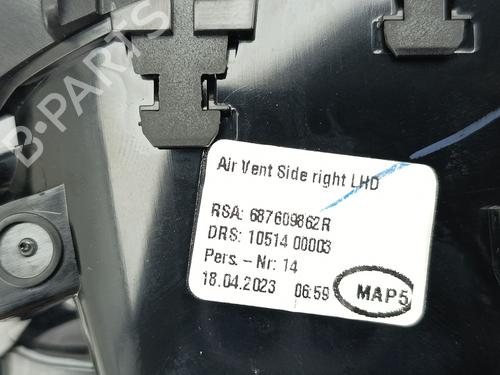 B-PARTS
Air Vent Side right LHD
RSA: 687609862R
DRS: 10514 00003
Pers. - Nr: 14
18.04.2023 06:59 MAP5